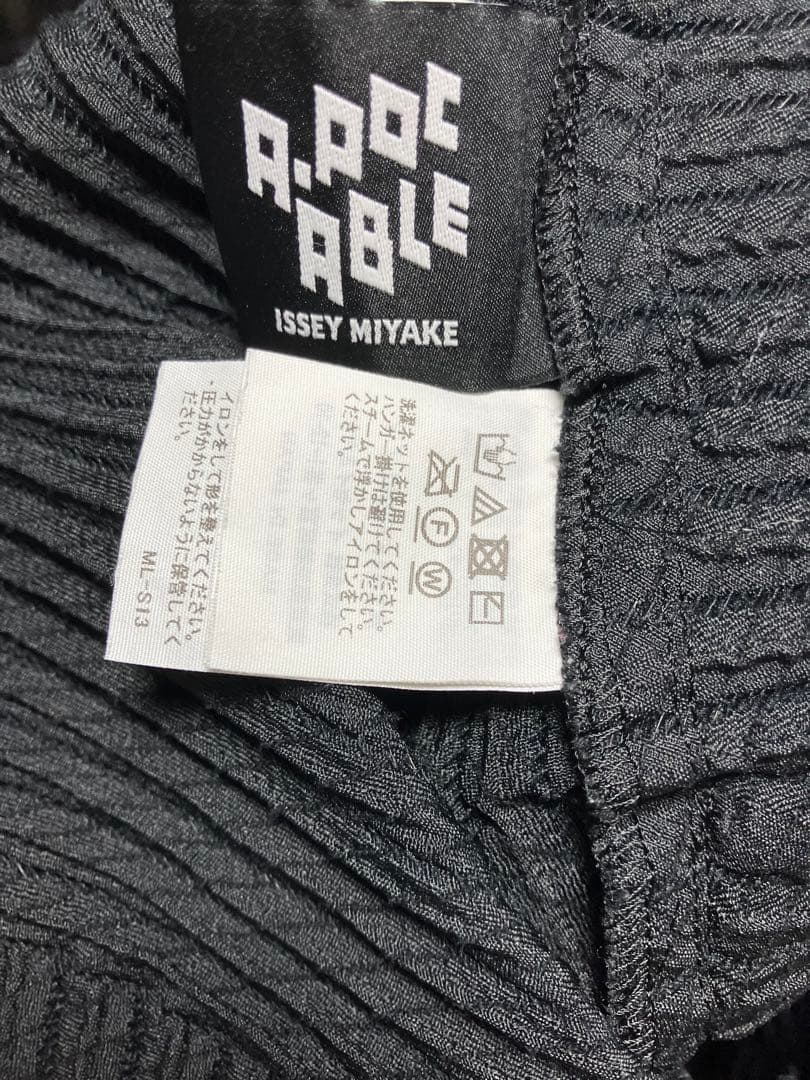 A-POC
ABLE
ISSEY MIYAKE
F
W
洗濯ネットを使用してください。
ハンガー掛けは避けてください。
スチームで浮かしアイロンをして
ください。
イロンをして形を整えてください。
・圧力がかからないように保管してく
ださい。
ML-S13